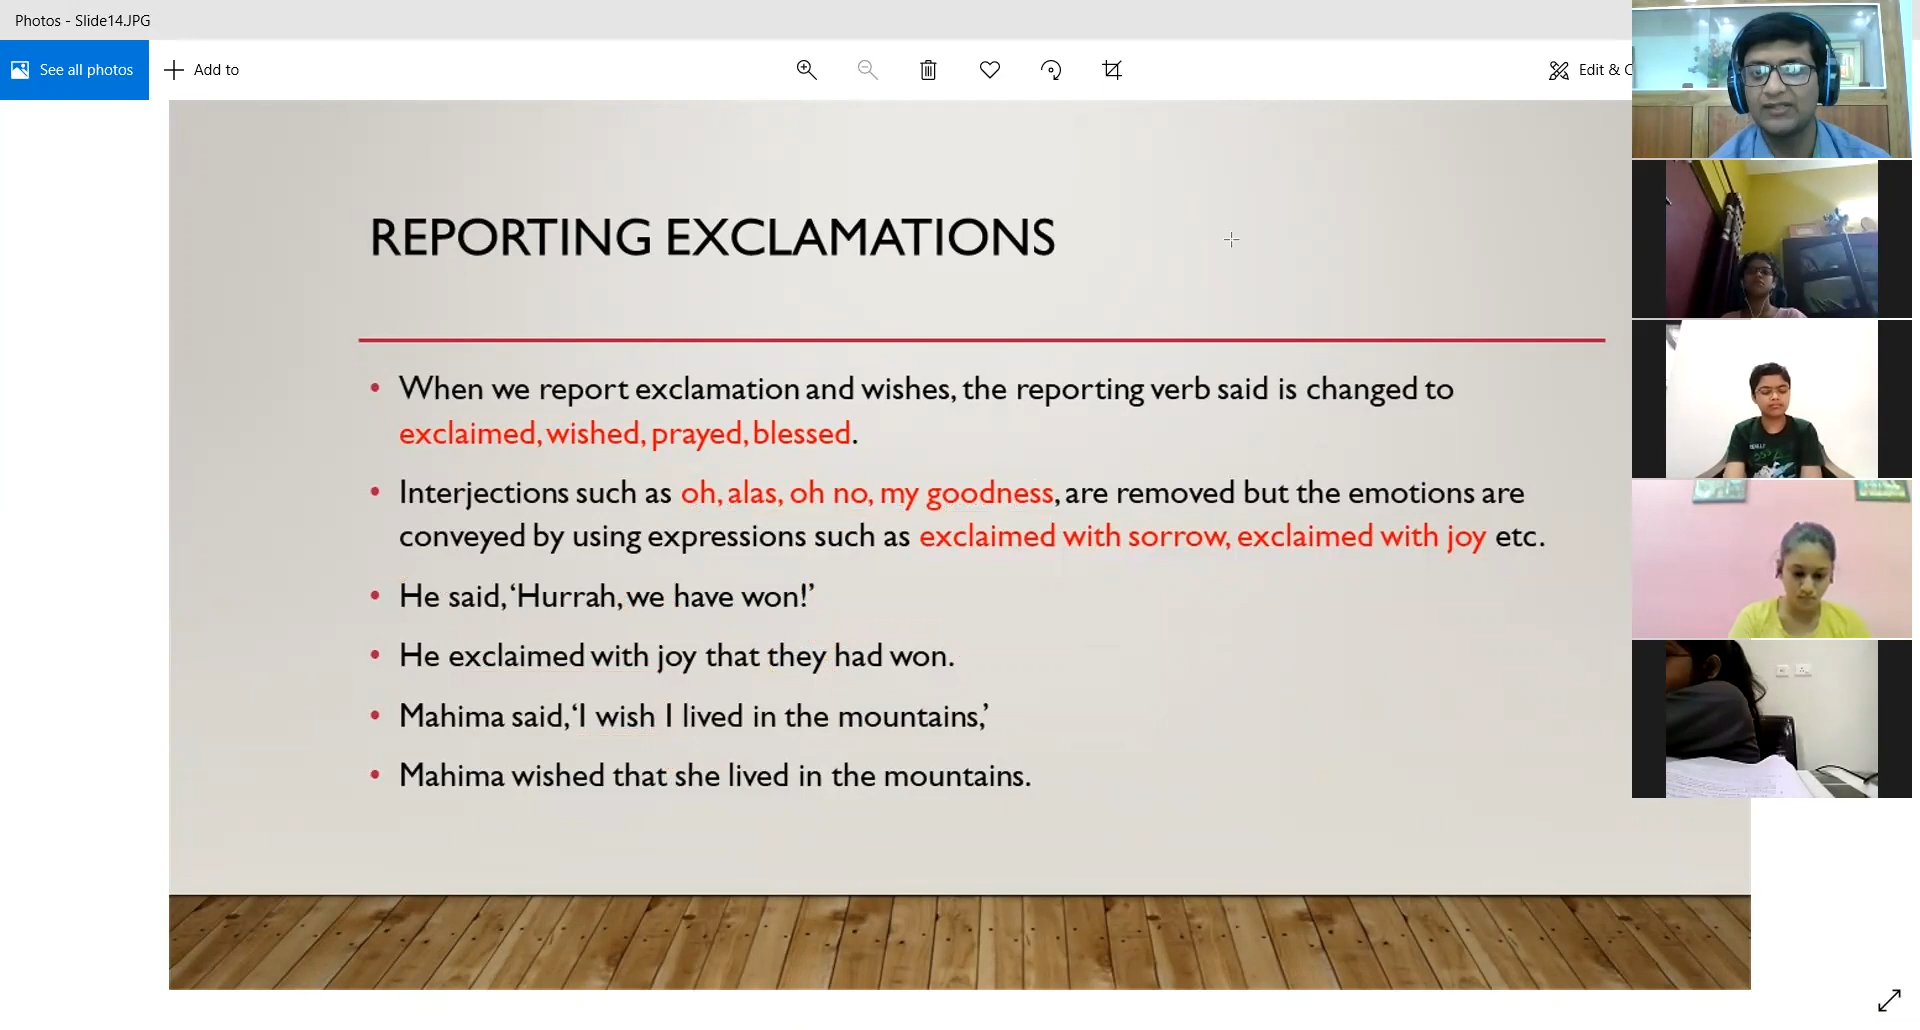 Photos - Slide14.JPG
See all photos
Add to
Edit & C
REPORTING EXCLAMATIONS
• When we report exclamation and wishes, the reporting verb said is changed to
exclaimed, wished, prayed, blessed.
• Interjections such as oh, alas, oh no, my goodness, are removed but the emotions are
conveyed by using expressions such as exclaimed with sorrow, exclaimed with joy etc.
• He said, ‘Hurrah, we have won!’
• He exclaimed with joy that they had won.
• Mahima said, ‘I wish I lived in the mountains,’
• Mahima wished that she lived in the mountains.